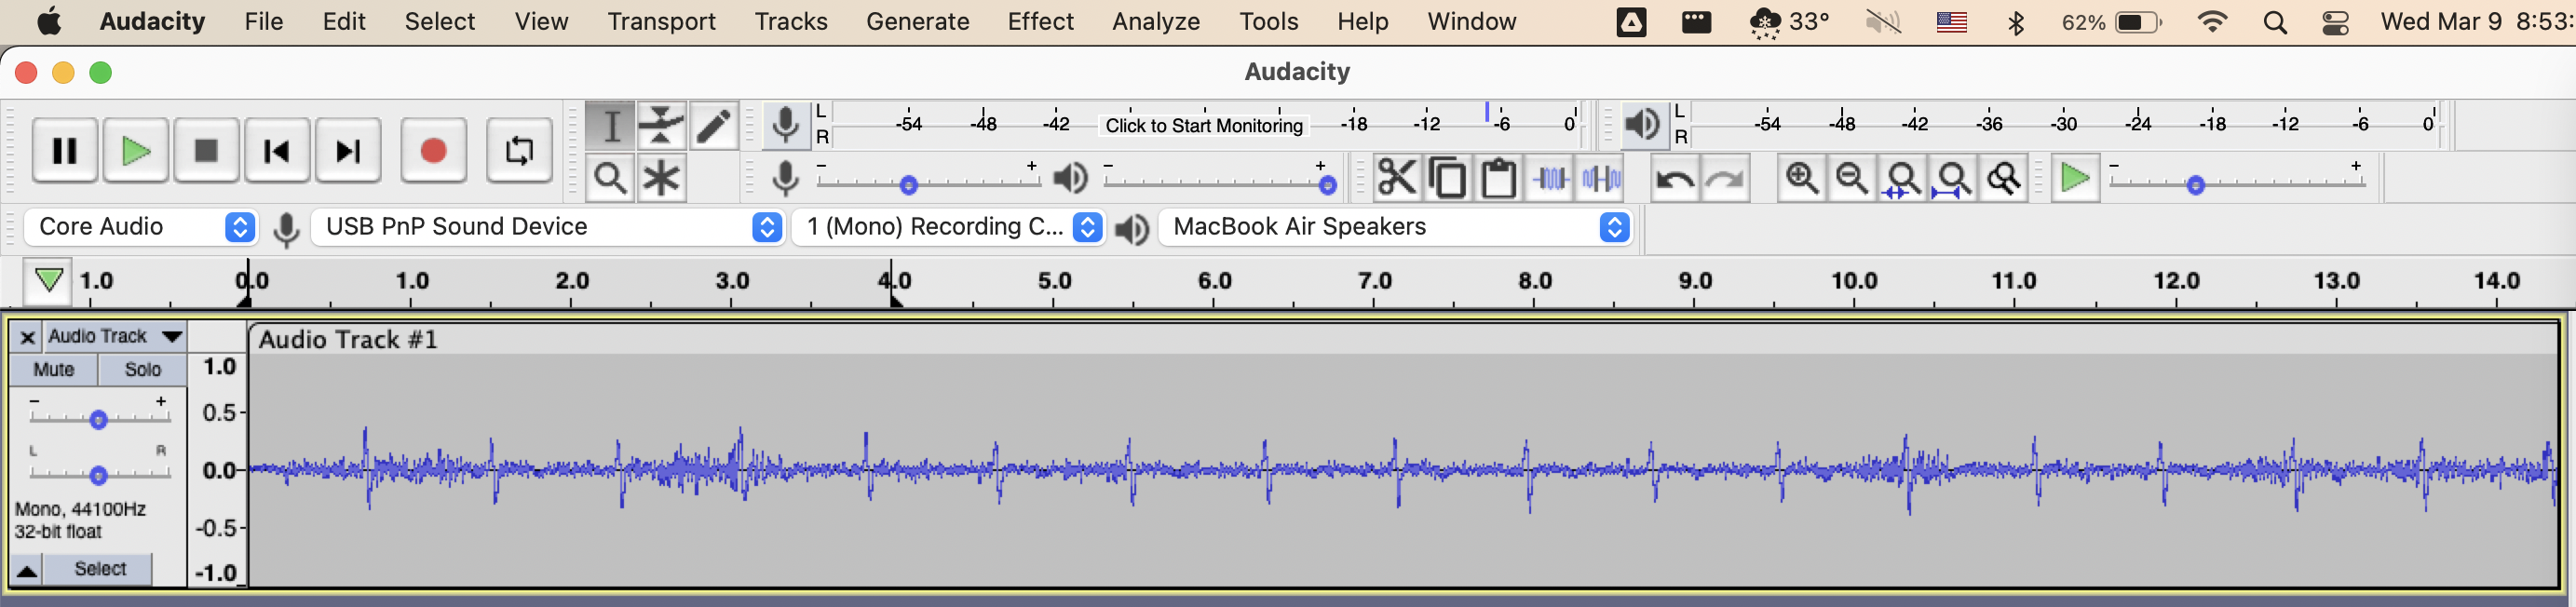 Audacity File Edit Select View Transport Tracks Generate Effect Analyze Tools Help Window 33° 62% Wed Mar 9 8:53:
Audacity
L -54 -48 -42 Click to Start Monitoring -18 -12 -6 0 L -54 -48 -42 -36 -30 -24 -18 -12 -6 0
R R
- + - + - +
Core Audio USB PnP Sound Device 1 (Mono) Recording C... MacBook Air Speakers
1.0 0.0 1.0 2.0 3.0 4.0 5.0 6.0 7.0 8.0 9.0 10.0 11.0 12.0 13.0 14.0
× Audio Track Audio Track #1
Mute Solo 1.0
- + 0.5
L R
0.0
Mono, 44100Hz
32-bit float -0.5
Select -1.0